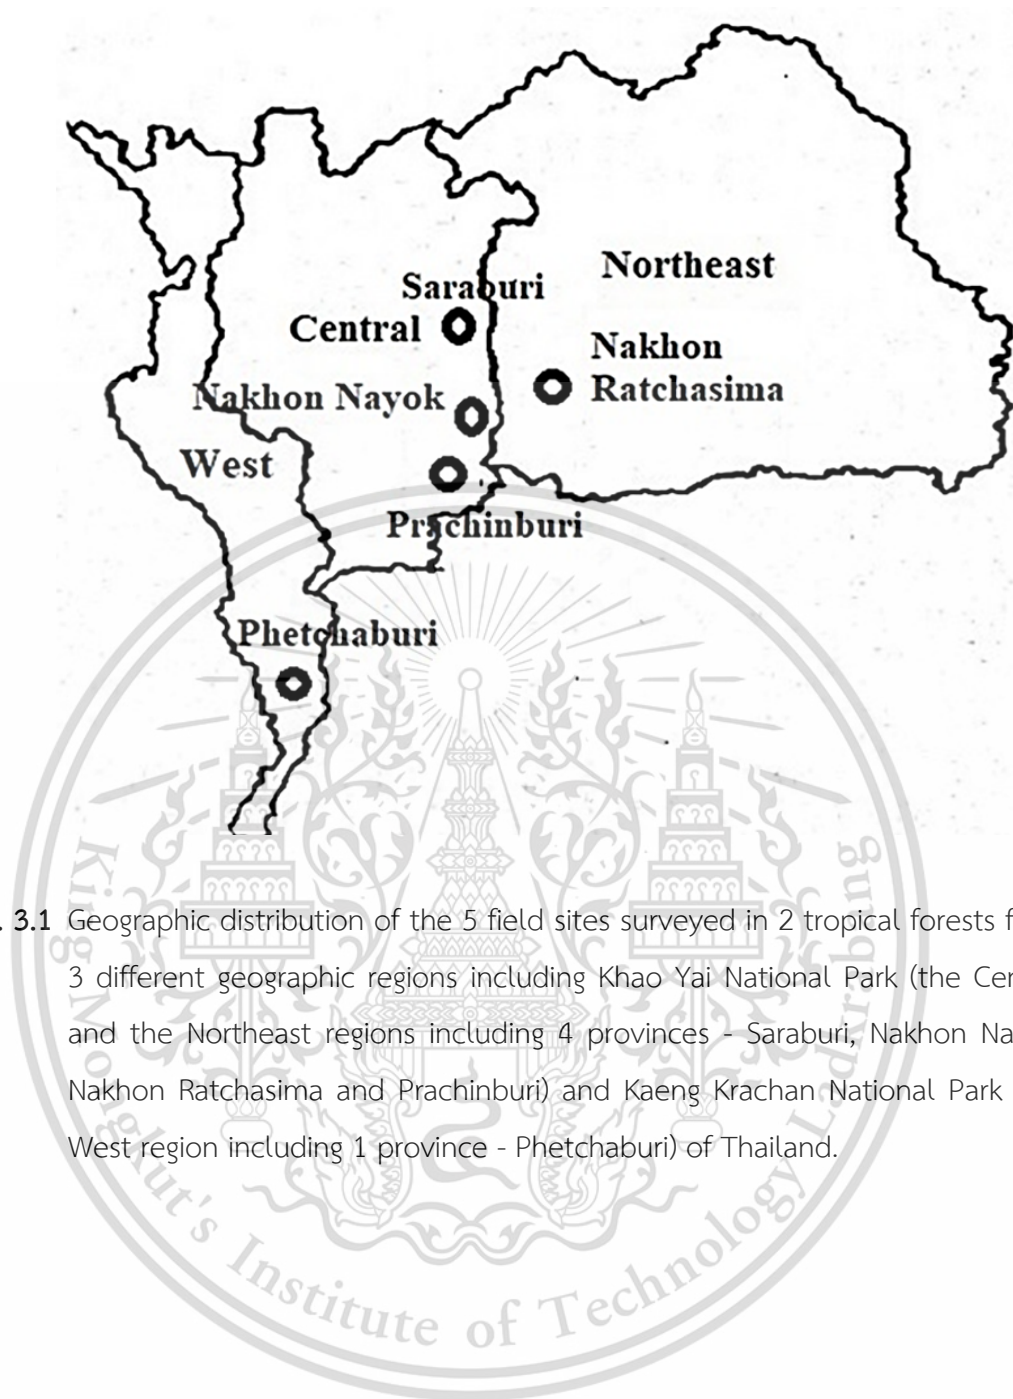 Northeast
Saraburi
Central
Nakhon
Ratchasima
Nakhon Nayok
West
Prachinburi
Phetchaburi
. 3.1 Geographic distribution of the 5 field sites surveyed in 2 tropical forests f
3 different geographic regions including Khao Yai National Park (the Cen
and the Northeast regions including 4 provinces - Saraburi, Nakhon Na
Nakhon Ratchasima and Prachinburi) and Kaeng Krachan National Park
West region including 1 province - Phetchaburi) of Thailand.
King Mongkut's Institute of Technology Ladkrabang